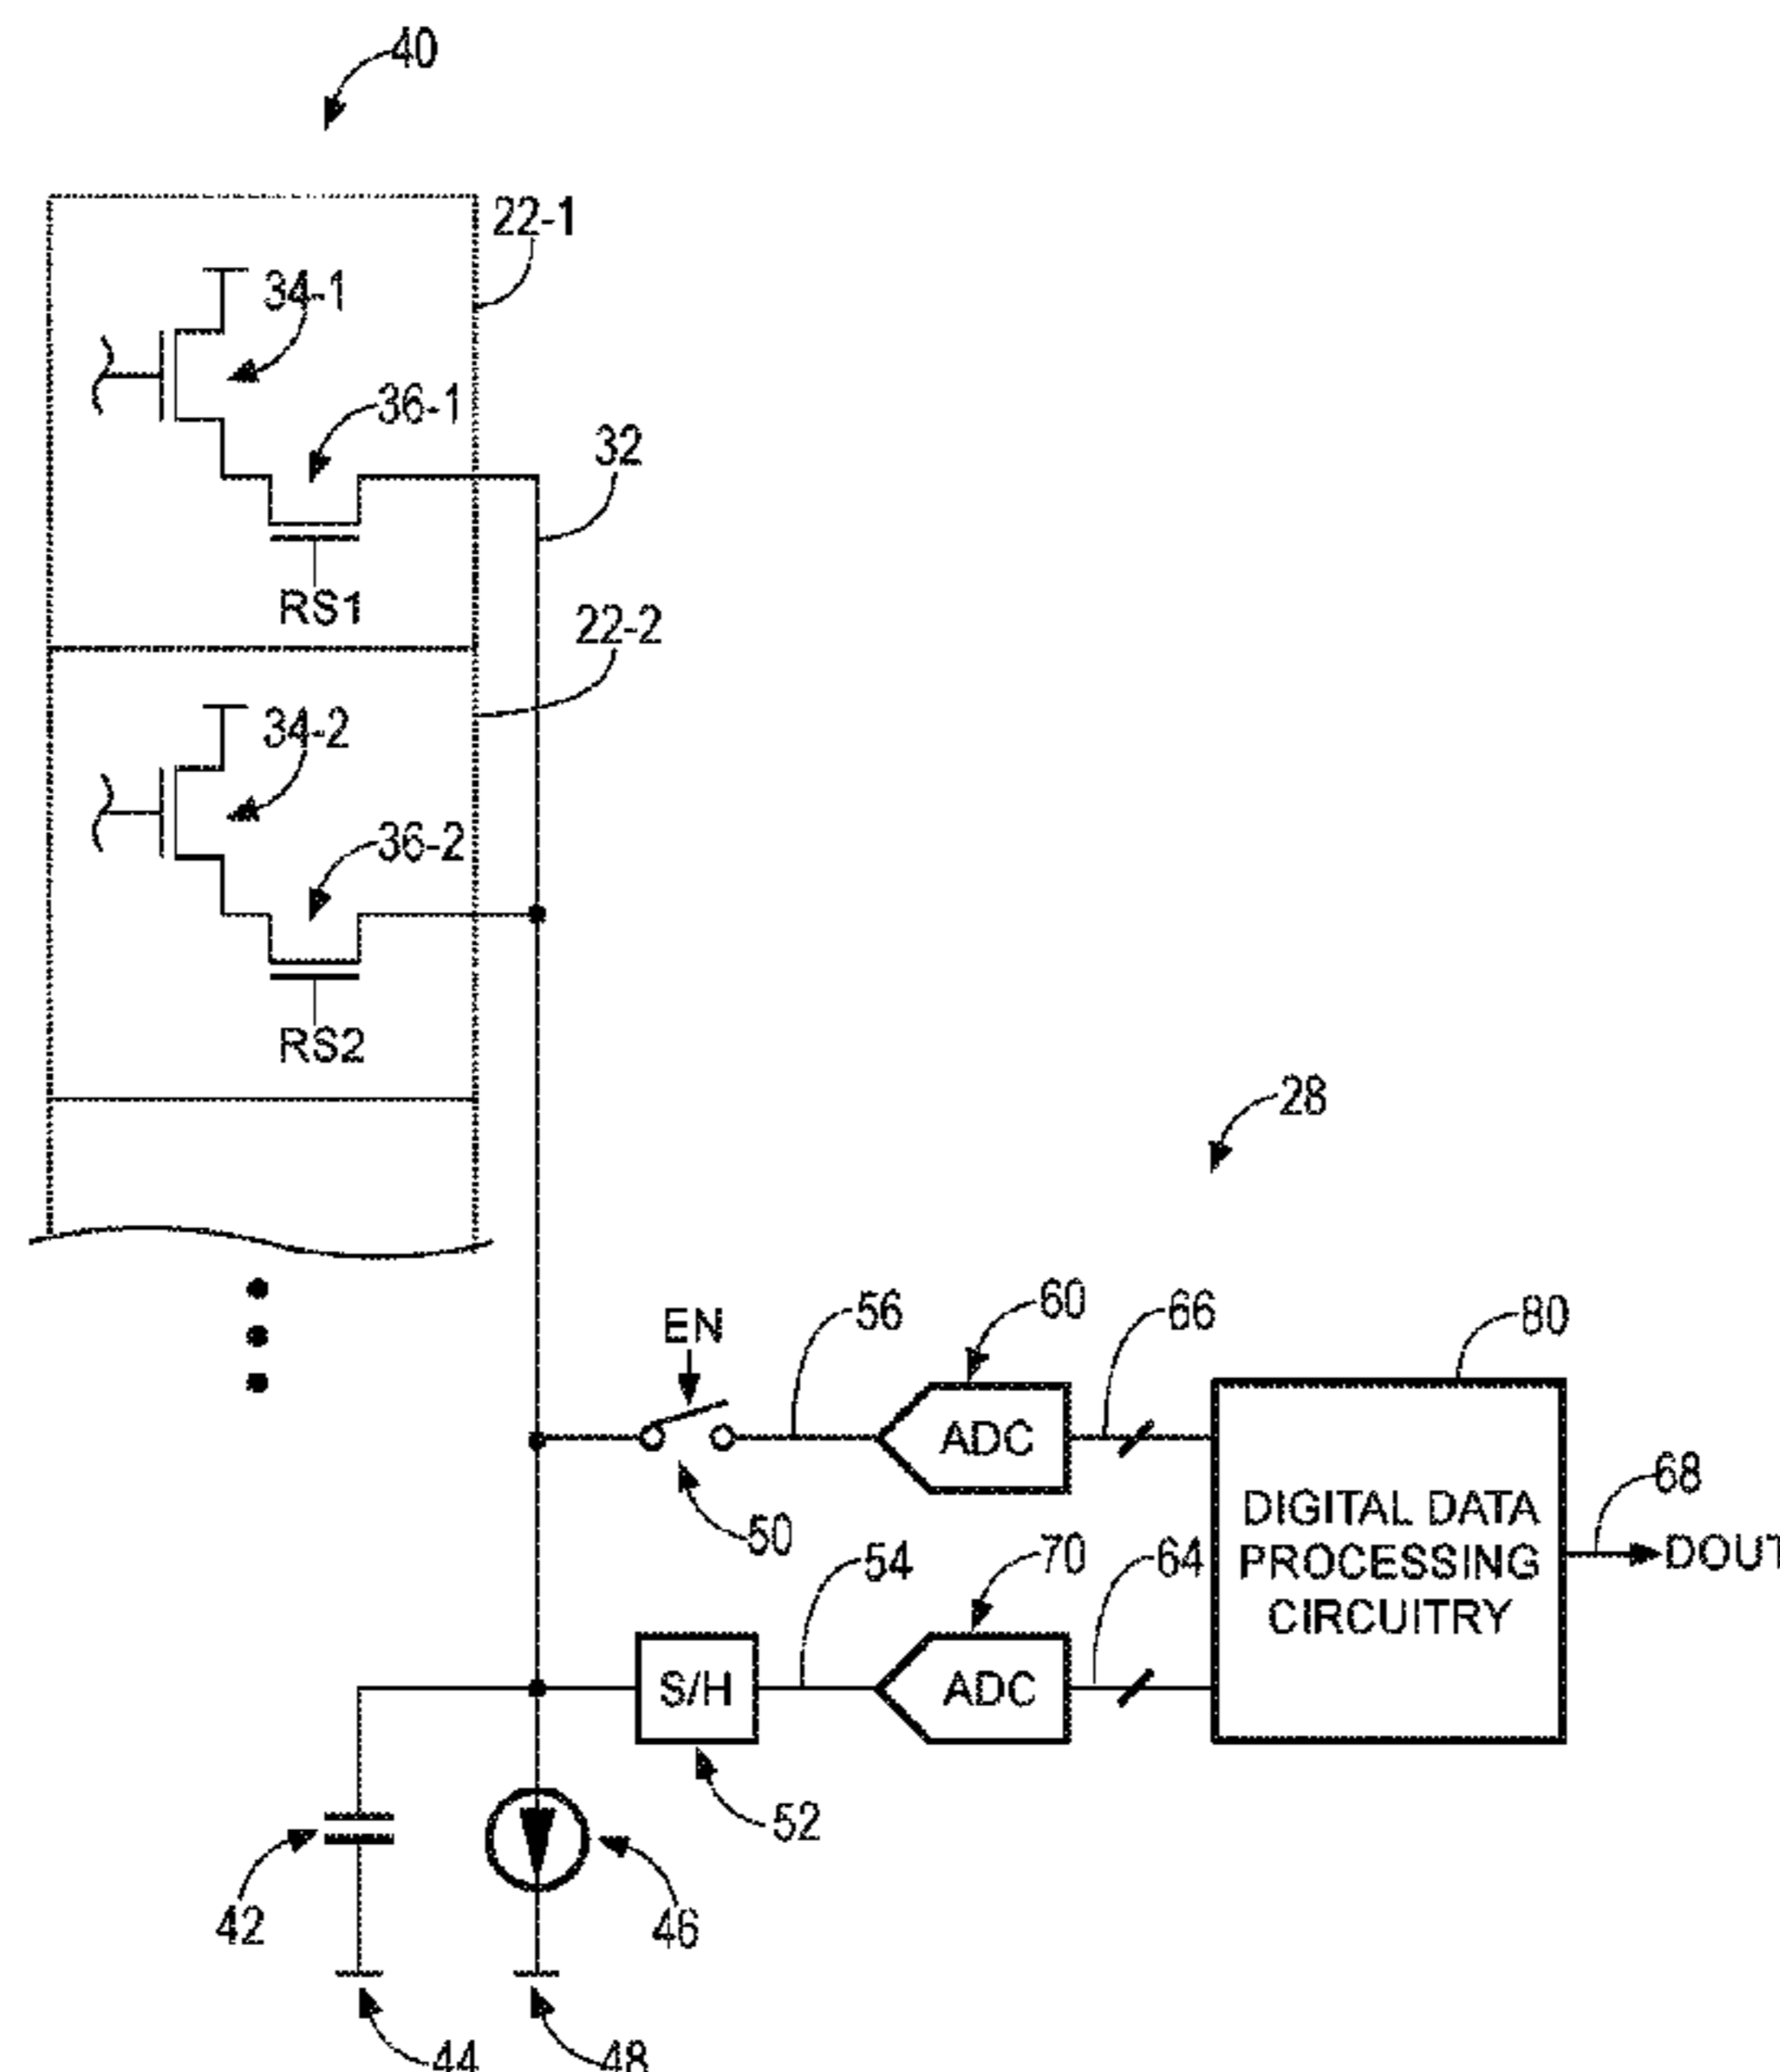 40
22-1
34-1
36-1
32
RS1
22-2
34-2
36-2
RS2
28
EN
56
60
66
80
ADC
50
54
70
64
DIGITAL DATA
PROCESSING
CIRCUITRY
68
DOUT
S/H
ADC
52
42
46
44
48